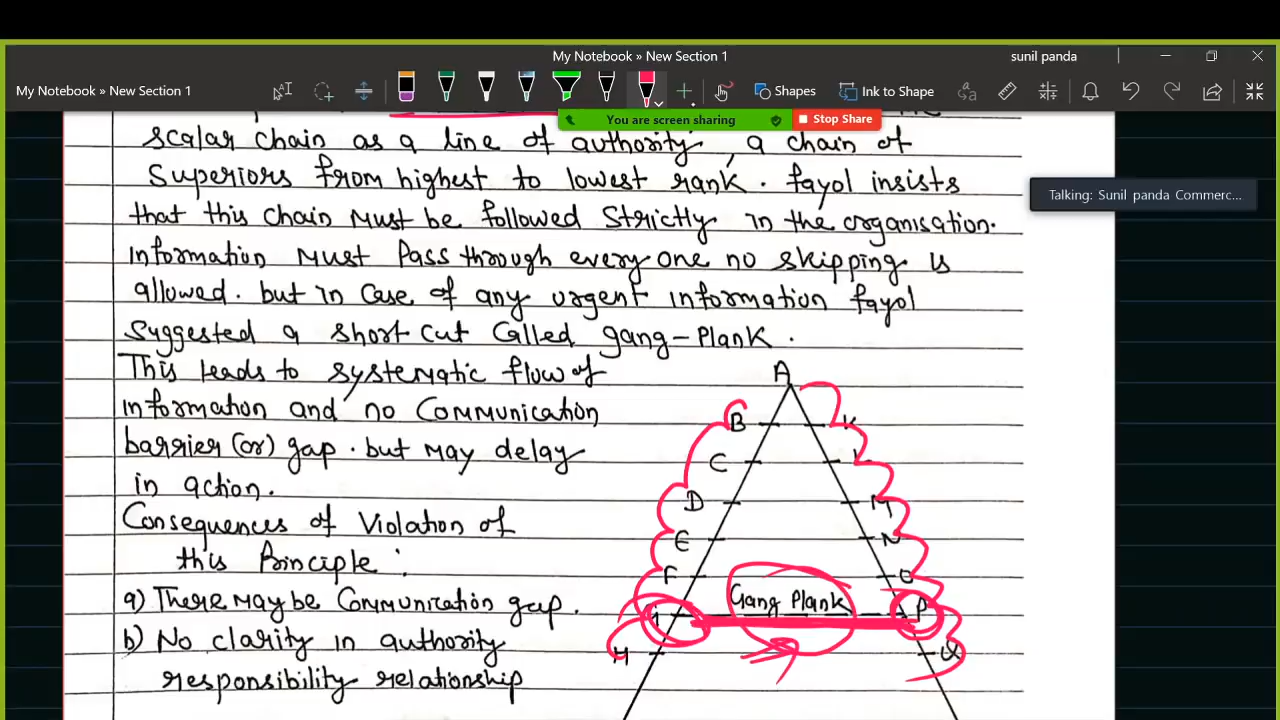 My Notebook » New Section 1
sunil panda
My Notebook » New Section 1
Shapes
Ink to Shape
You are screen sharing
Stop Share
Talking: Sunil panda Commerc...
scalar chain as a line of authority, a chain of
Superiors from highest to lowest rank. fayol insists
that this chain must be followed strictly in the organisation.
information must pass through every one no skipping is
allowed. but in case of any urgent information fayol
suggested a short cut called gang-plank.
This leads to systematic flow of
information and no communication
barrier (or) gap. but may delay
in action.
Consequences of Violation of
this Principle :
a) There may be communication gap.
b) No clarity in authority
responsibility relationship
A
B K
C L
D M
E N
F O
Gang Plank P
H Q